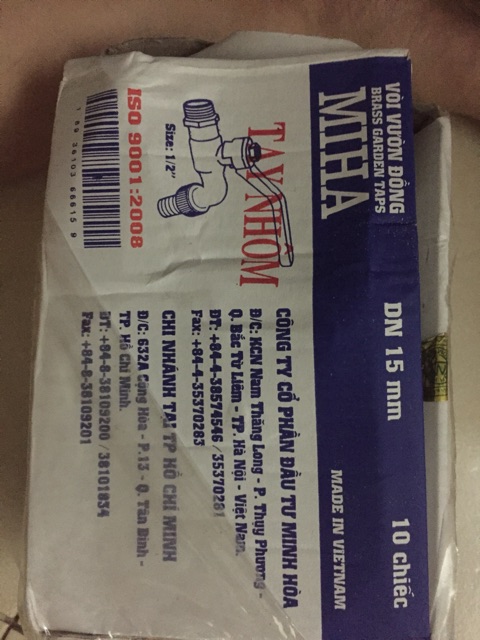 VÒI VƯỜN ĐỒNG
BRASS GARDEN TAPS
MIHA
DN 15 mm
10 chiếc
MADE IN VIETNAM
TAY NHÔM
Size: 1/2"
ISO 9001:2008
CÔNG TY CỔ PHẦN ĐẦU TƯ MINH HÒA
Đ/C: KCN Nam Thăng Long - P. Thụy Phương -
Q. Bắc Từ Liêm - TP. Hà Nội - Việt Nam.
ĐT: +84-4-38574546 / 35370281
Fax: +84-4-35370283
CHI NHÁNH TẠI TP HỒ CHÍ MINH
Đ/C: 632A Cộng Hòa - P.13 - Q. Tân Bình -
TP. Hồ Chí Minh.
ĐT: +84-8-38109200 / 38101834
Fax: +84-8-38109201